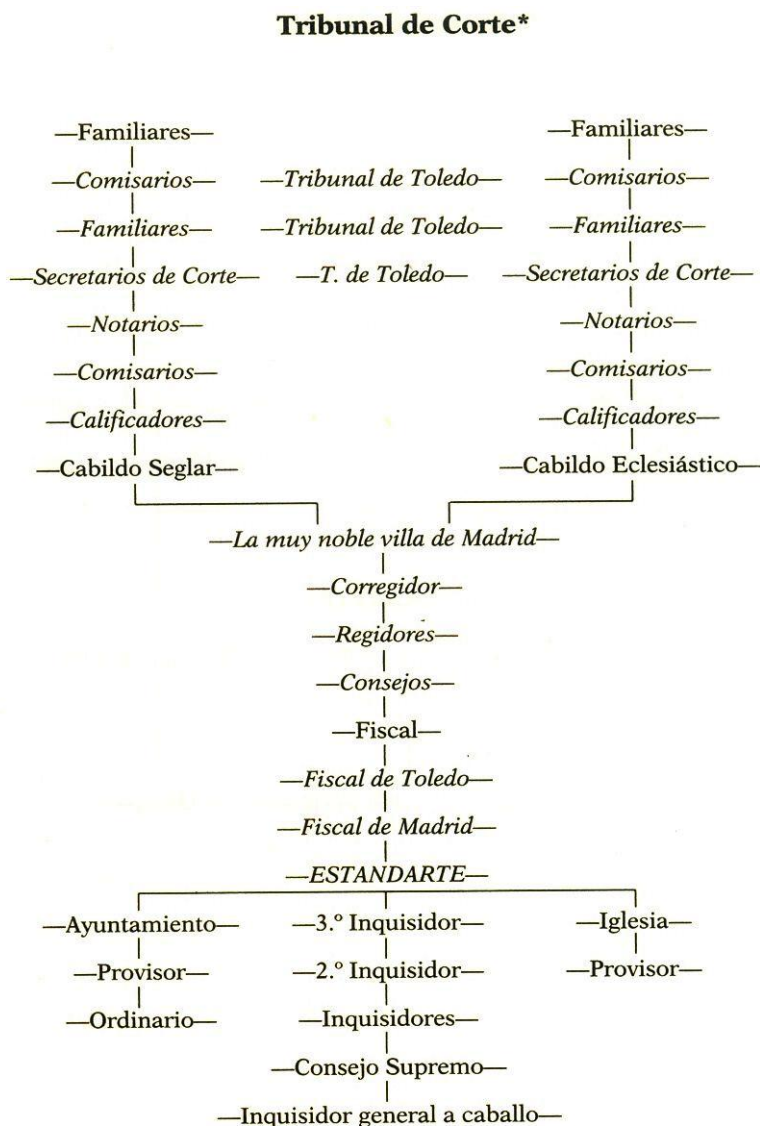 Tribunal de Corte*
—Familiares— —Familiares—
—Comisarios— —Tribunal de Toledo— —Comisarios—
—Familiares— —Tribunal de Toledo— —Familiares—
—Secretarios de Corte— —T. de Toledo— —Secretarios de Corte—
—Notarios— —Notarios—
—Comisarios— —Comisarios—
—Calificadores— —Calificadores—
—Cabildo Seglar— —Cabildo Eclesiástico—
—La muy noble villa de Madrid—
—Corregidor—
—Regidores—
—Consejos—
—Fiscal—
—Fiscal de Toledo—
—Fiscal de Madrid—
—ESTANDARTE—
—Ayuntamiento— —3.º Inquisidor— —Iglesia—
—Provisor— —2.º Inquisidor— —Provisor—
—Ordinario— —Inquisidores—
—Consejo Supremo—
—Inquisidor general a caballo—